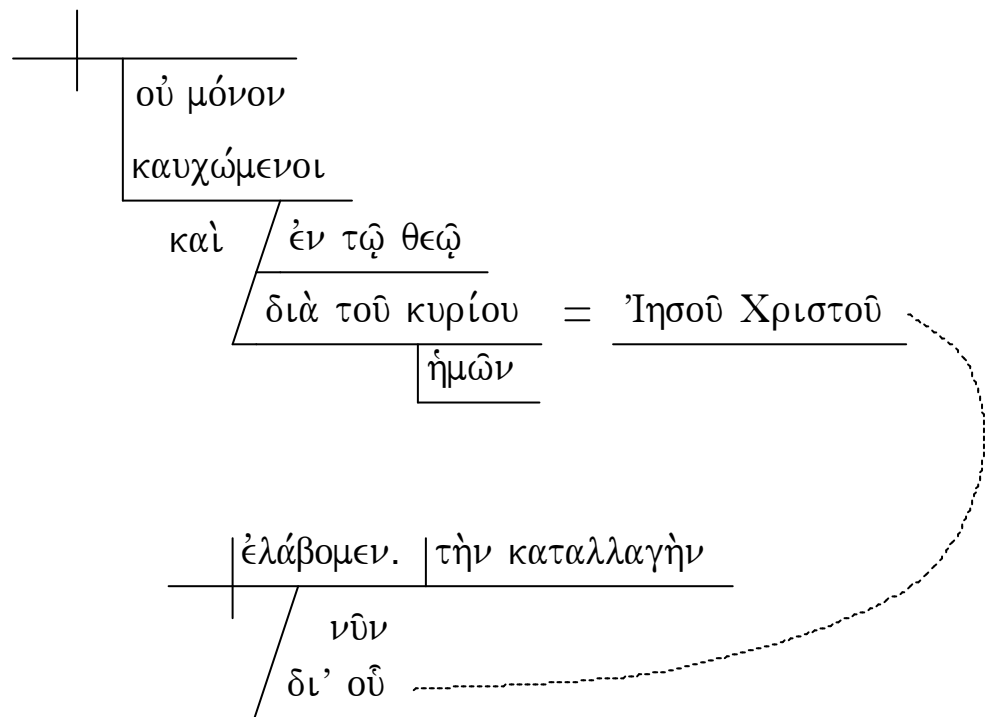 οὐ μόνον
καυχώμενοι
καὶ ἐν τῷ θεῷ
διὰ τοῦ κυρίου = Ἰησοῦ Χριστοῦ
ἡμῶν
ἐλάβομεν. τὴν καταλλαγὴν
νῦν
δι’ οὗ